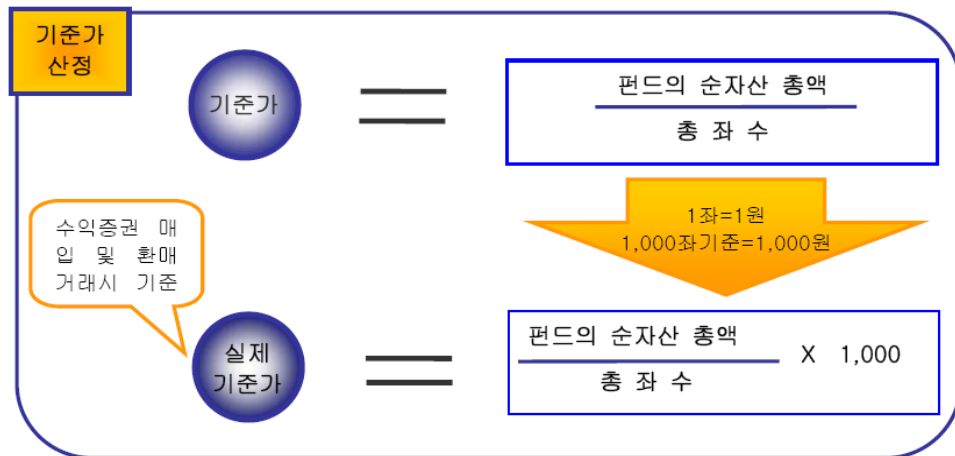 기준가
산정
기준가
펀드의 순자산 총액
총 좌 수
1좌=1원
1,000좌기준=1,000원
수익증권 매
입 및 환매
거래시 기준
실제
기준가
펀드의 순자산 총액
총 좌 수
X 1,000